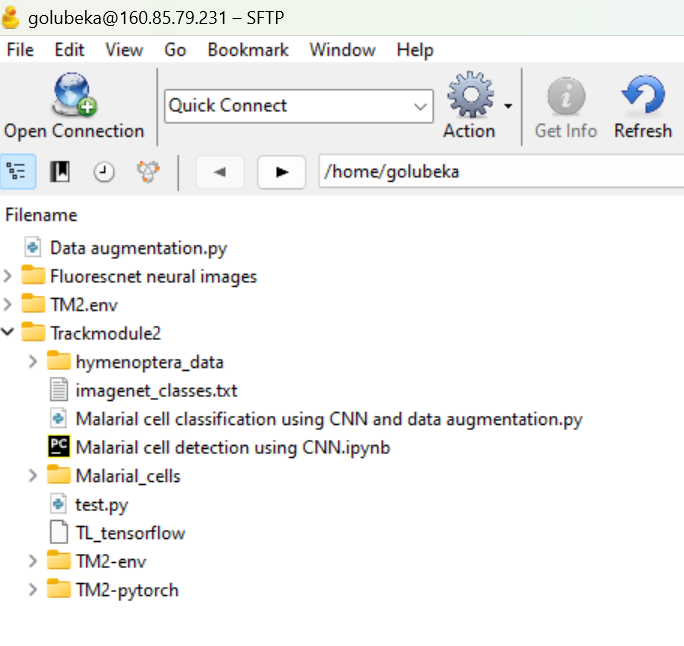 golubeka@160.85.79.231 – SFTP
File Edit View Go Bookmark Window Help
Open Connection
Quick Connect
Action
Get Info
Refresh
/home/golubeka
Filename
Data augmentation.py
Fluorescnet neural images
TM2.env
Trackmodule2
hymenoptera_data
imagenet_classes.txt
Malarial cell classification using CNN and data augmentation.py
PC Malarial cell detection using CNN.ipynb
Malarial_cells
test.py
TL_tensorflow
TM2-env
TM2-pytorch